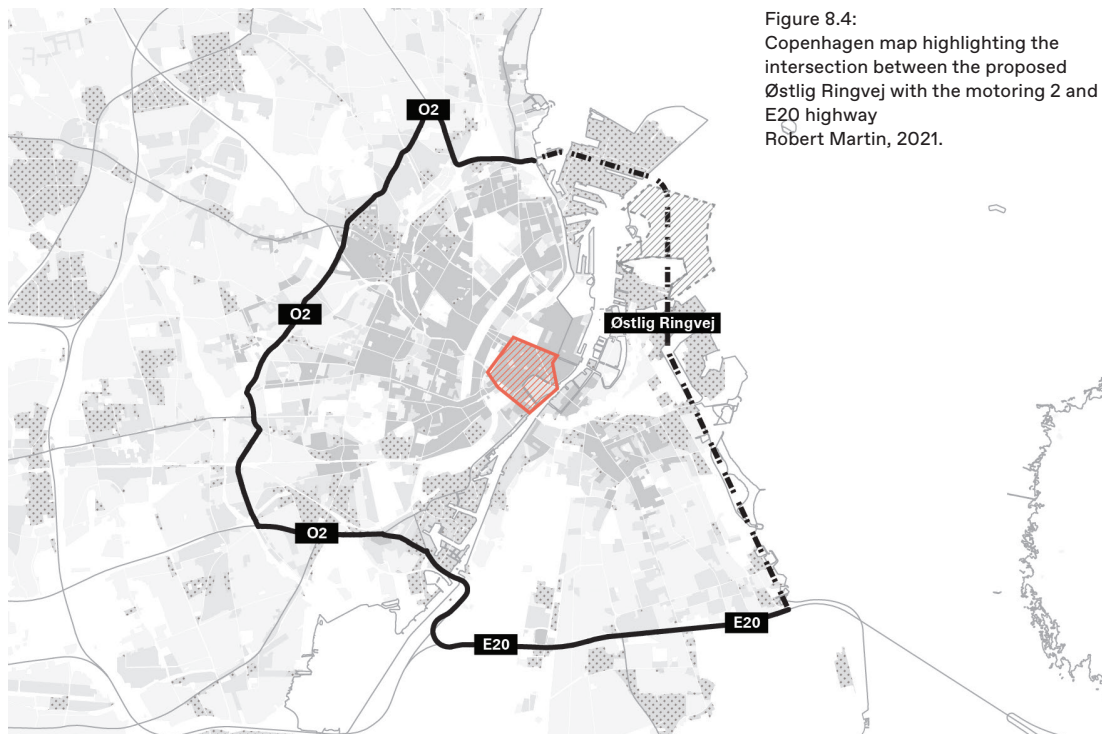 Figure 8.4:
Copenhagen map highlighting the
intersection between the proposed
Østlig Ringvej with the motoring 2 and
E20 highway
Robert Martin, 2021.
O2
O2
Østlig Ringvej
O2
E20
E20